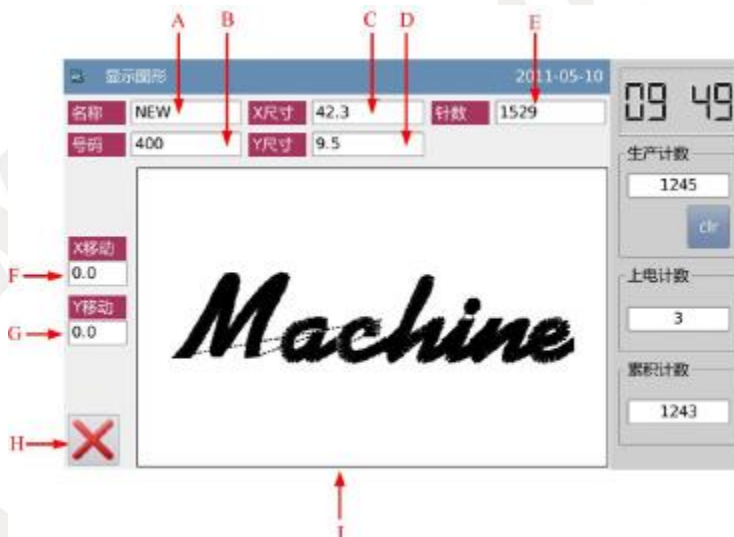 A B C D E
显示图形 2011-05-10
09 49
名称 NEW X尺寸 42.3 针数 1529
号码 400 Y尺寸 9.5
生产计数
1245
clr
X移动
F 0.0
Y移动
G 0.0
Machine
上电计数
3
累积计数
1243
H
I